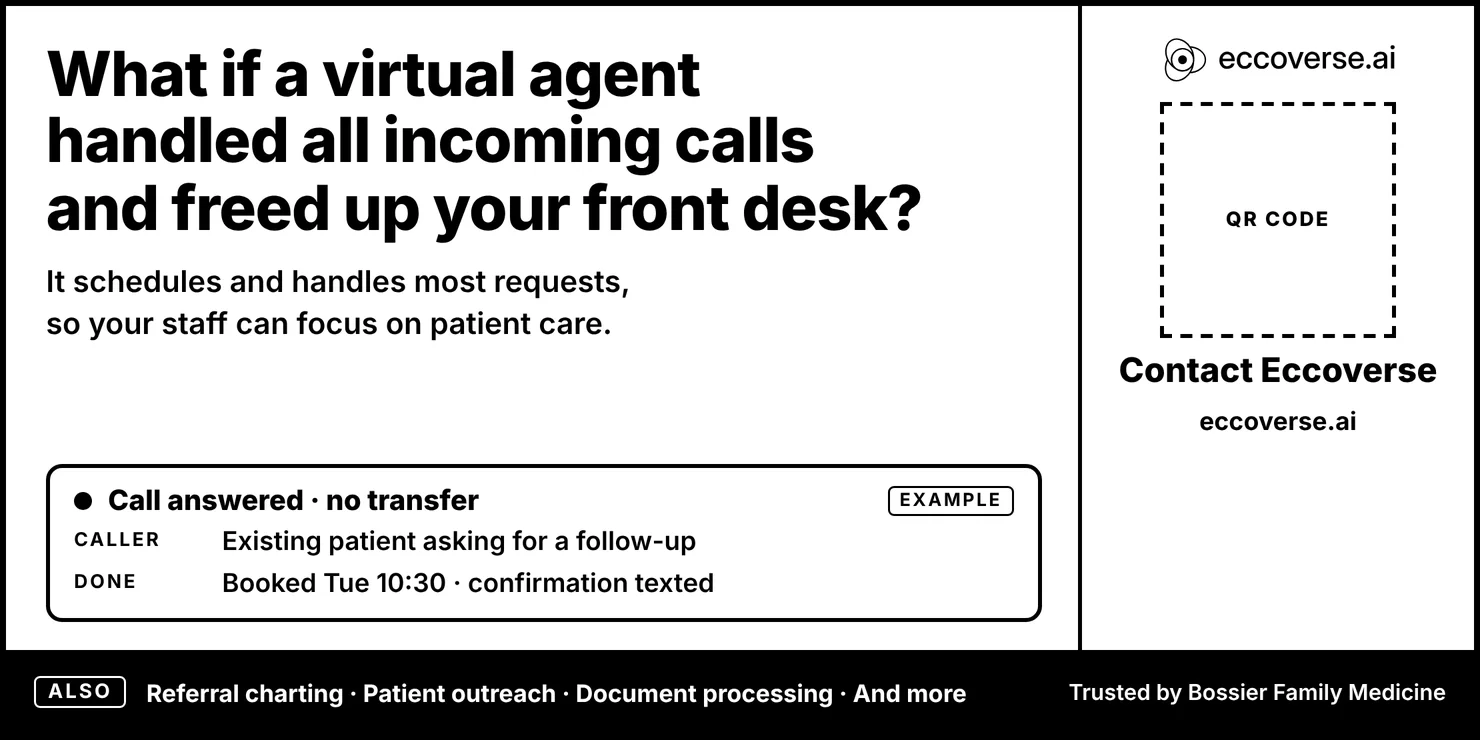 What if a virtual agent
handled all incoming calls
and freed up your front desk?
It schedules and handles most requests,
so your staff can focus on patient care.
Call answered · no transfer
EXAMPLE
CALLER Existing patient asking for a follow-up
DONE Booked Tue 10:30 · confirmation texted
eccoverse.ai
QR CODE
Contact Eccoverse
eccoverse.ai
ALSO Referral charting · Patient outreach · Document processing · And more
Trusted by Bossier Family Medicine